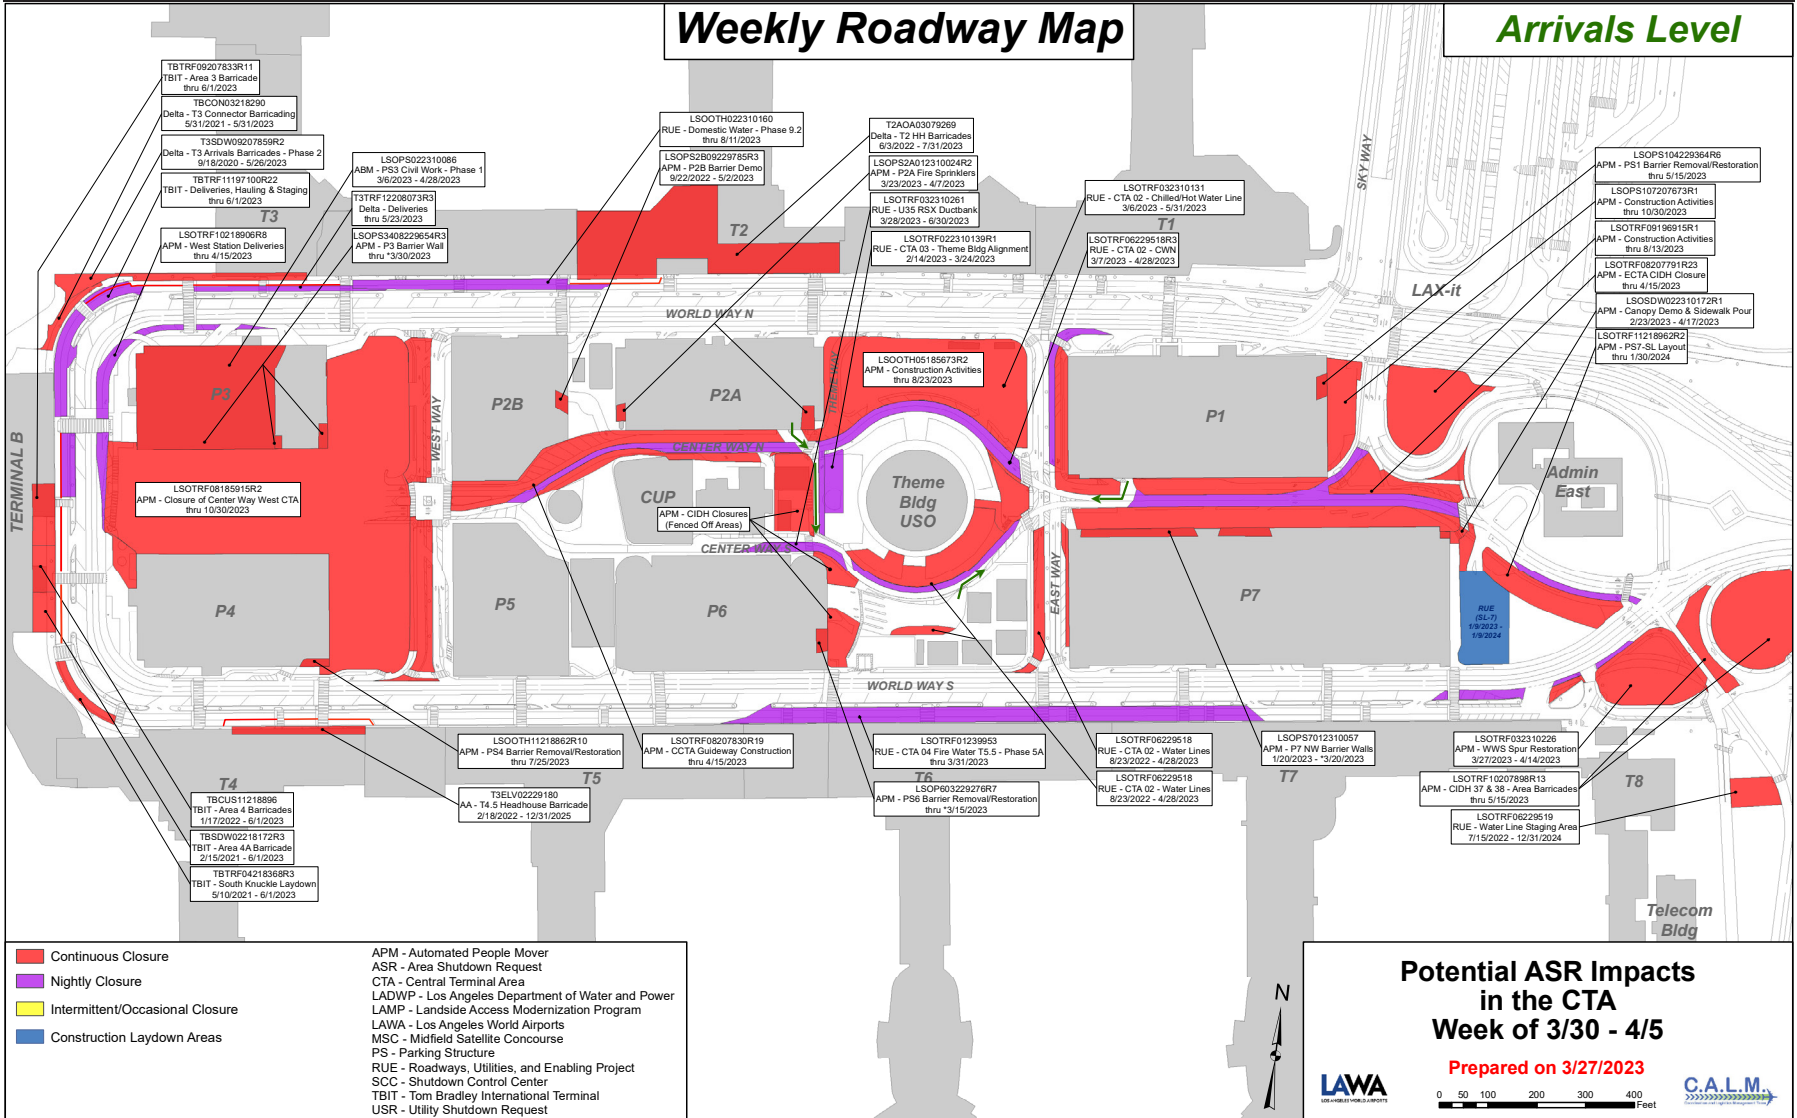 Weekly Roadway Map
Arrivals Level
TBTRF09207833R11
TBIT - Area 3 Barricade
thru 6/1/2023
TBCON03218290
Delta - T3 Connector Barricading
5/31/2021 - 5/31/2023
T3SDW09207859R2
Delta - T3 Arrivals Barricades - Phase 2
9/18/2020 - 5/26/2023
TBTRF11197100R22
TBIT - Deliveries, Hauling & Staging
thru 6/1/2023
LSOTRF10218906R8
APM - West Station Deliveries
thru 4/15/2023
LSOPS022310086
ABM - PS3 Civil Work - Phase 1
3/6/2023 - 4/28/2023
T3TRF12208073R3
Delta - Deliveries
thru 5/23/2023
LSOPS3408229654R3
APM - P3 Barrier Wall
thru *3/30/2023
LSOOTH022310160
RUE - Domestic Water - Phase 9.2
thru 8/11/2023
LSOPS2B09229785R3
APM - P2B Barrier Demo
9/22/2022 - 5/2/2023
T2AOA03079269
Delta - T2 HH Barricades
6/3/2022 - 7/31/2023
LSOPS2A012310024R2
APM - P2A Fire Sprinklers
3/23/2023 - 4/7/2023
LSOTRF032310261
RUE - U35 RSX Ductbank
3/28/2023 - 6/30/2023
LSOTRF022310139R1
RUE - CTA 03 - Theme Bldg Alignment
2/14/2023 - 3/24/2023
LSOTRF032310131
RUE - CTA 02 - Chilled/Hot Water Line
3/6/2023 - 5/31/2023
LSOTRF06229518R3
RUE - CTA 02 - CWN
3/7/2023 - 4/28/2023
LSOPS104229364R6
APM - PS1 Barrier Removal/Restoration
thru 5/15/2023
LSOPS107207673R1
APM - Construction Activities
thru 10/30/2023
LSOTRF09196915R1
APM - Construction Activities
thru 8/13/2023
LSOTRF08207791R23
APM - ECTA CIDH Closure
thru 4/15/2023
LSOSDW022310172R1
APM - Canopy Demo & Sidewalk Pour
2/23/2023 - 4/17/2023
LSOTRF11218962R2
APM - PS7-SL Layout
thru 1/30/2024
T3
T2
T1
SKY WAY
LAX-it
WORLD WAY N
LSOOTH05185673R2
APM - Construction Activities
thru 8/23/2023
P3
WEST WAY
P2B
P2A
THEME WAY
P1
TERMINAL B
CENTER WAY N
LSOTRF08185915R2
APM - Closure of Center Way West CTA
thru 10/30/2023
CUP
APM - CIDH Closures
(Fenced Off Areas)
Theme
Bldg
USO
Admin
East
CENTER WAY S
EAST WAY
P4
P5
P6
P7
RUE
(SL-7)
1/9/2023 -
1/9/2024
WORLD WAY S
LSOOTH11218862R10
APM - PS4 Barrier Removal/Restoration
thru 7/25/2023
LSOTRF08207830R19
APM - CCTA Guideway Construction
thru 4/15/2023
LSOTRF01239953
RUE - CTA 04 Fire Water T5.5 - Phase 5A
thru 3/31/2023
LSOP603229276R7
APM - PS6 Barrier Removal/Restoration
thru *3/15/2023
LSOTRF06229518
RUE - CTA 02 - Water Lines
8/23/2022 - 4/28/2023
LSOTRF06229518
RUE - CTA 02 - Water Lines
8/23/2022 - 4/28/2023
LSOPS7012310057
APM - P7 NW Barrier Walls
1/20/2023 - *3/20/2023
LSOTRF032310226
APM - WWS Spur Restoration
3/27/2023 - 4/14/2023
LSOTRF10207898R13
APM - CIDH 37 & 38 - Area Barricades
thru 5/15/2023
LSOTRF06229519
RUE - Water Line Staging Area
7/15/2022 - 12/31/2024
T4
T5
T6
T7
T8
TBCUS11218896
TBIT - Area 4 Barricades
1/17/2022 - 6/1/2023
TBSDW02218172R3
TBIT - Area 4A Barricade
2/15/2021 - 6/1/2023
TBTRF04218368R3
TBIT - South Knuckle Laydown
5/10/2021 - 6/1/2023
T3ELV02229180
AA - T4.5 Headhouse Barricade
2/18/2022 - 12/31/2025
Telecom
Bldg
Continuous Closure
Nightly Closure
Intermittent/Occasional Closure
Construction Laydown Areas
APM - Automated People Mover
ASR - Area Shutdown Request
CTA - Central Terminal Area
LADWP - Los Angeles Department of Water and Power
LAMP - Landside Access Modernization Program
LAWA - Los Angeles World Airports
MSC - Midfield Satellite Concourse
PS - Parking Structure
RUE - Roadways, Utilities, and Enabling Project
SCC - Shutdown Control Center
TBIT - Tom Bradley International Terminal
USR - Utility Shutdown Request
N
Potential ASR Impacts
in the CTA
Week of 3/30 - 4/5
Prepared on 3/27/2023
LAWA
LOS ANGELES WORLD AIRPORTS
0 50 100 200 300 400
Feet
C.A.L.M.